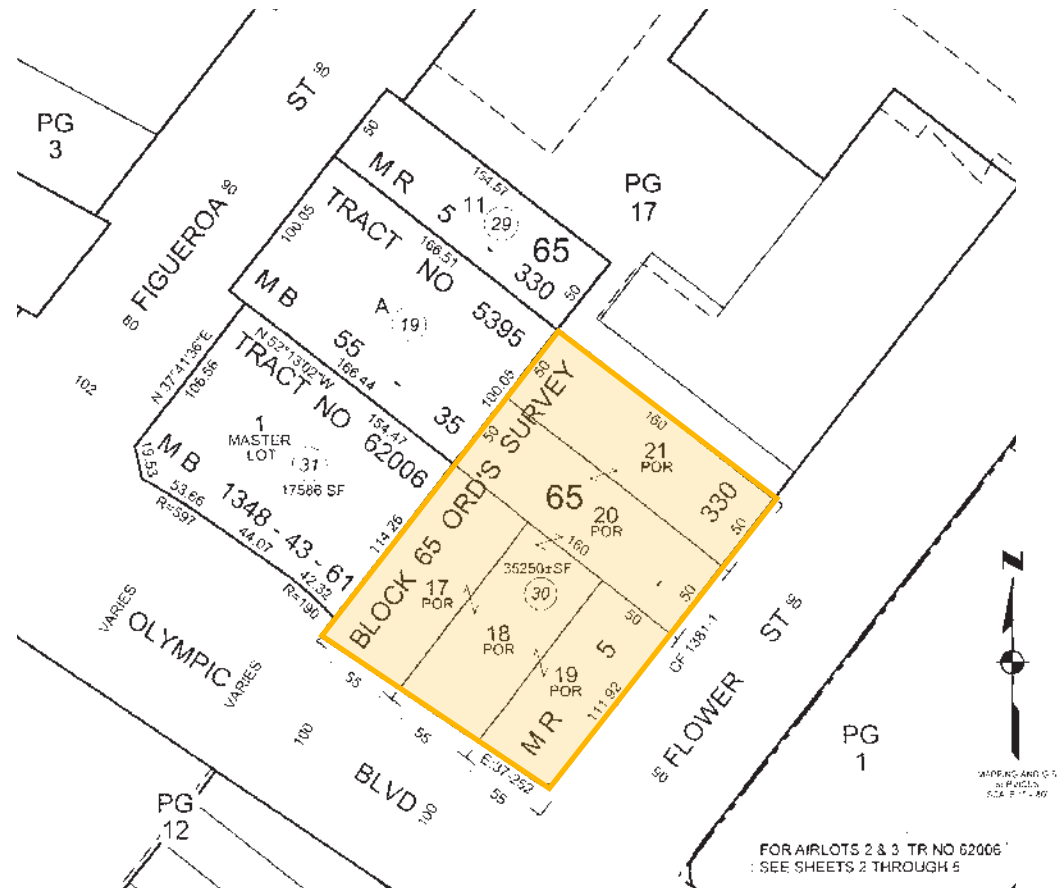 PG
3
ST
90
FIGUEROA
90
80
102
50
M R 5 - 330
11
29
65
154.57
50
PG
17
100.05
TRACT NO 5395
166.51
M B 55 - 35
A
19
166.44
100.05
N 52°13'02"W
154.47
N 37°41'36"E
TRACT NO 62006
1
MASTER
LOT
31
17586 SF
M B 1348 - 43 - 61
19.53
53.66
R=597
44.07
42.32
R=190
114.26
BLOCK 65 ORD'S SURVEY
50
160
21
POR
50
65
20
POR
330
50
160
35250±SF
30
17
POR
50
50
18
POR
19
POR
M R 5
111.92
CF 1381-1
ST
FLOWER
VARIES
OLYMPIC
VARIES
55
55
55
E:37-252
100
BLVD
100
PG
12
PG
1
Z
FOR AIRLOTS 2 & 3 TR NO 62006
SEE SHEETS 2 THROUGH 5